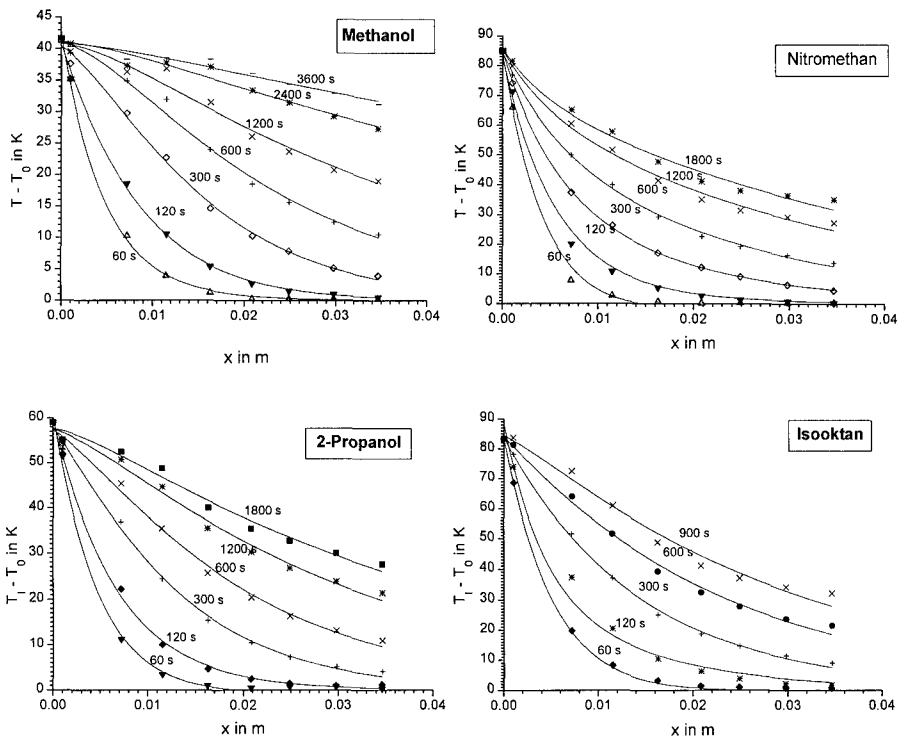 Methanol
T - T0 in K
45
40
35
30
25
20
15
10
5
0
3600 s
2400 s
1200 s
600 s
300 s
120 s
60 s
0.00 0.01 0.02 0.03 0.04
x in m
Nitromethan
T - T0 in K
90
80
70
60
50
40
30
20
10
0
1800 s
1200 s
600 s
300 s
120 s
60 s
0.00 0.01 0.02 0.03 0.04
x in m
2-Propanol
TI - T0 in K
60
50
40
30
20
10
0
1800 s
1200 s
600 s
300 s
120 s
60 s
0.00 0.01 0.02 0.03 0.04
x in m
Isooktan
TI - T0 in K
90
80
70
60
50
40
30
20
10
0
900 s
600 s
300 s
120 s
60 s
0.00 0.01 0.02 0.03 0.04
x in m